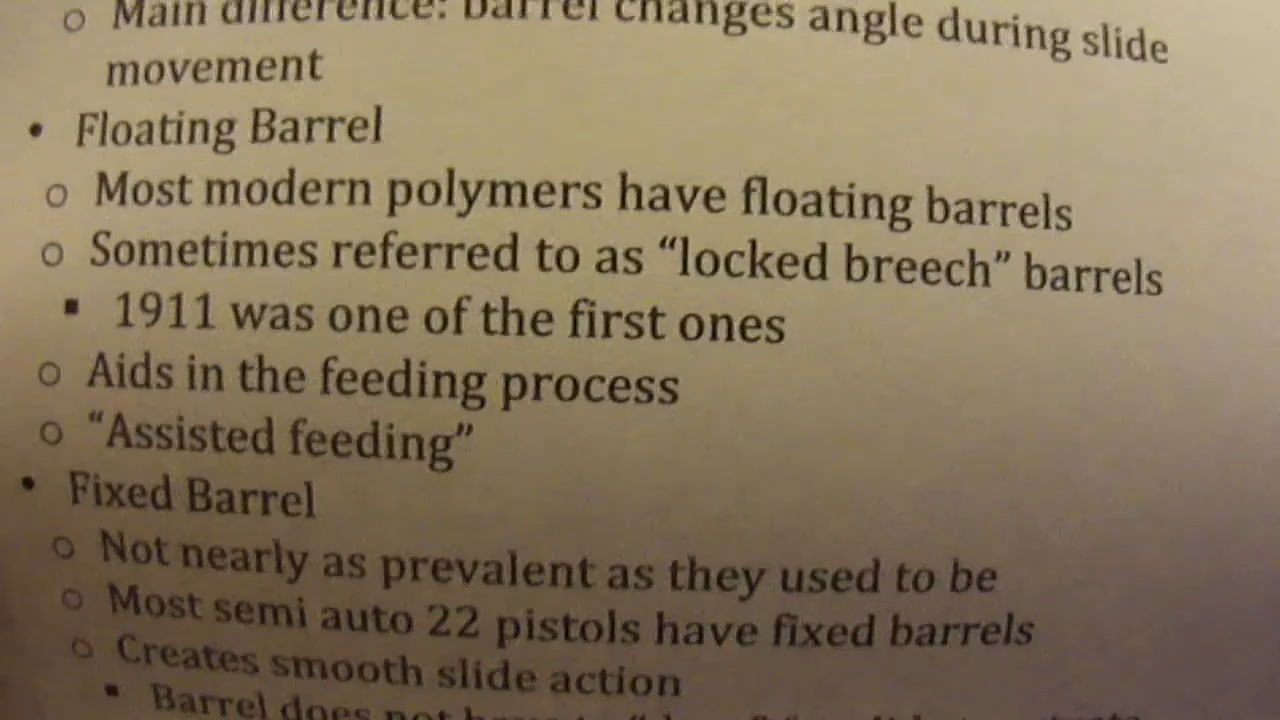 ○ Main difference: barrel changes angle during slide
movement
• Floating Barrel
○ Most modern polymers have floating barrels
○ Sometimes referred to as “locked breech” barrels
▪ 1911 was one of the first ones
○ Aids in the feeding process
○ “Assisted feeding”
• Fixed Barrel
○ Not nearly as prevalent as they used to be
○ Most semi auto 22 pistols have fixed barrels
○ Creates smooth slide action
▪ Barrel does not